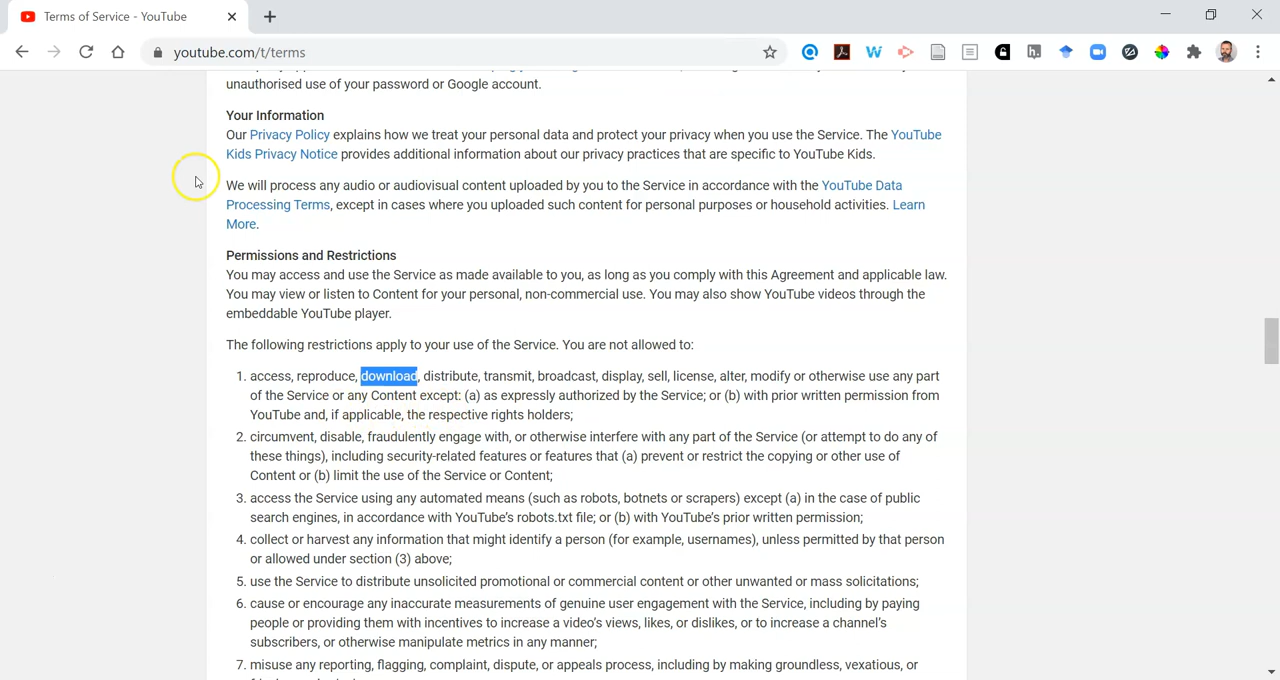 Terms of Service - YouTube
youtube.com/t/terms
unauthorised use of your password or Google account.
Your Information
Our Privacy Policy explains how we treat your personal data and protect your privacy when you use the Service. The YouTube
Kids Privacy Notice provides additional information about our privacy practices that are specific to YouTube Kids.
We will process any audio or audiovisual content uploaded by you to the Service in accordance with the YouTube Data
Processing Terms, except in cases where you uploaded such content for personal purposes or household activities. Learn
More.
Permissions and Restrictions
You may access and use the Service as made available to you, as long as you comply with this Agreement and applicable law.
You may view or listen to Content for your personal, non-commercial use. You may also show YouTube videos through the
embeddable YouTube player.
The following restrictions apply to your use of the Service. You are not allowed to:
1. access, reproduce, download, distribute, transmit, broadcast, display, sell, license, alter, modify or otherwise use any part
of the Service or any Content except: (a) as expressly authorized by the Service; or (b) with prior written permission from
YouTube and, if applicable, the respective rights holders;
2. circumvent, disable, fraudulently engage with, or otherwise interfere with any part of the Service (or attempt to do any of
these things), including security-related features or features that (a) prevent or restrict the copying or other use of
Content or (b) limit the use of the Service or Content;
3. access the Service using any automated means (such as robots, botnets or scrapers) except (a) in the case of public
search engines, in accordance with YouTube's robots.txt file; or (b) with YouTube's prior written permission;
4. collect or harvest any information that might identify a person (for example, usernames), unless permitted by that person
or allowed under section (3) above;
5. use the Service to distribute unsolicited promotional or commercial content or other unwanted or mass solicitations;
6. cause or encourage any inaccurate measurements of genuine user engagement with the Service, including by paying
people or providing them with incentives to increase a video's views, likes, or dislikes, or to increase a channel's
subscribers, or otherwise manipulate metrics in any manner;
7. misuse any reporting, flagging, complaint, dispute, or appeals process, including by making groundless, vexatious, or